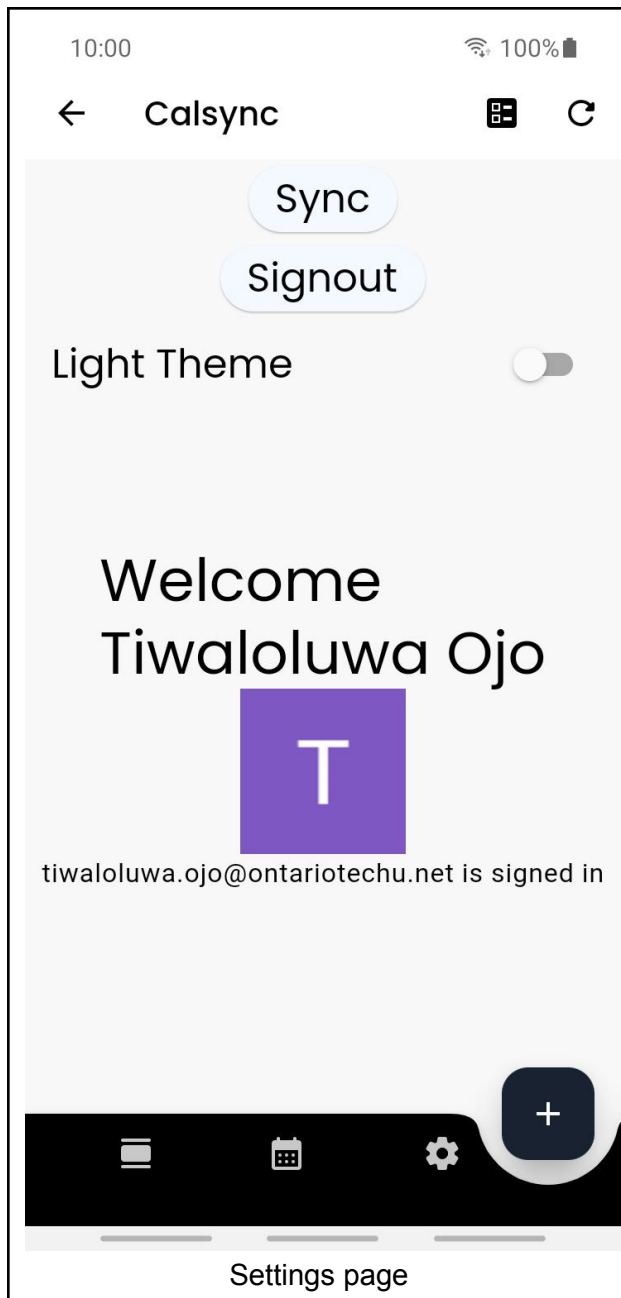 10:00 100%
Calsync
Sync
Signout
Light Theme
Welcome
Tiwaloluwa Ojo
T
tiwaloluwa.ojo@ontariotechu.net is signed in
+
Settings page